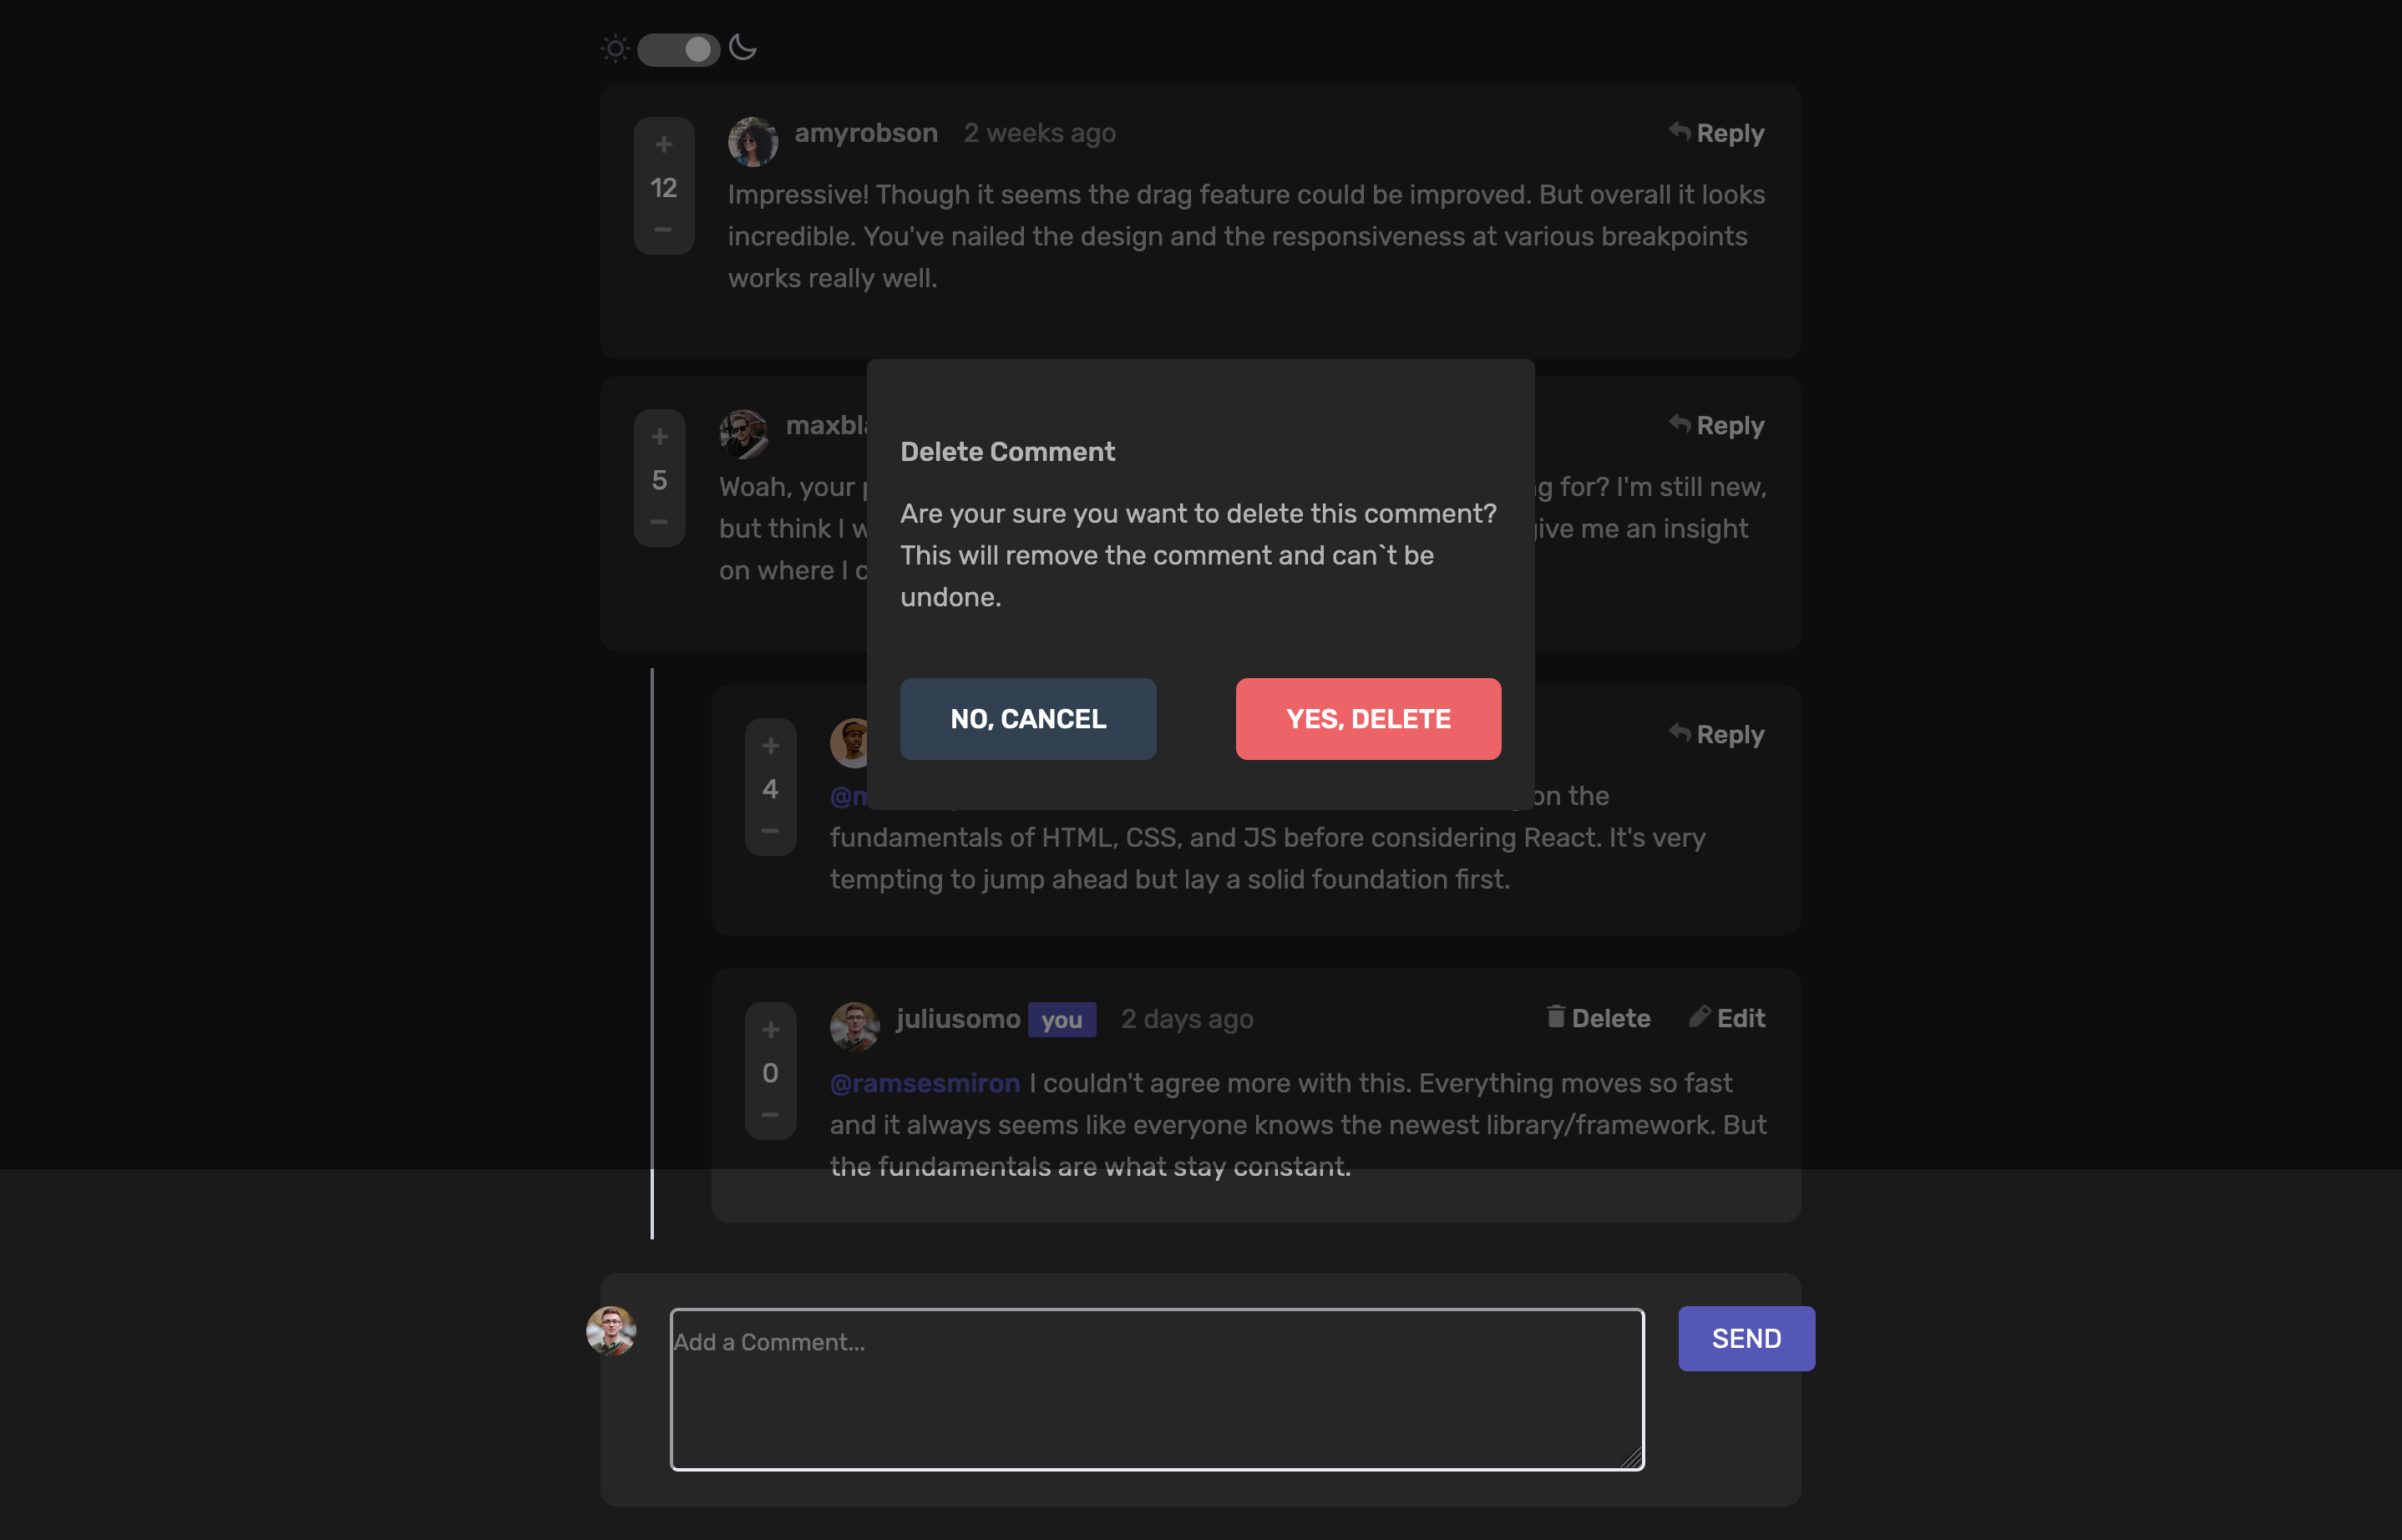 amyrobson 2 weeks ago Reply
+
12
−
Impressive! Though it seems the drag feature could be improved. But overall it looks
incredible. You've nailed the design and the responsiveness at various breakpoints
works really well.
Reply
+
5
−
Woah, your for? I'm still new,
but think I me an insight
on where I
Delete Comment
Are your sure you want to delete this comment?
This will remove the comment and can`t be
undone.
NO, CANCEL YES, DELETE
Reply
+
4
−
on the
fundamentals of HTML, CSS, and JS before considering React. It's very
tempting to jump ahead but lay a solid foundation first.
juliusomo you 2 days ago Delete Edit
+
0
−
@ramsesmiron I couldn't agree more with this. Everything moves so fast
and it always seems like everyone knows the newest library/framework. But
the fundamentals are what stay constant.
Add a Comment...
SEND